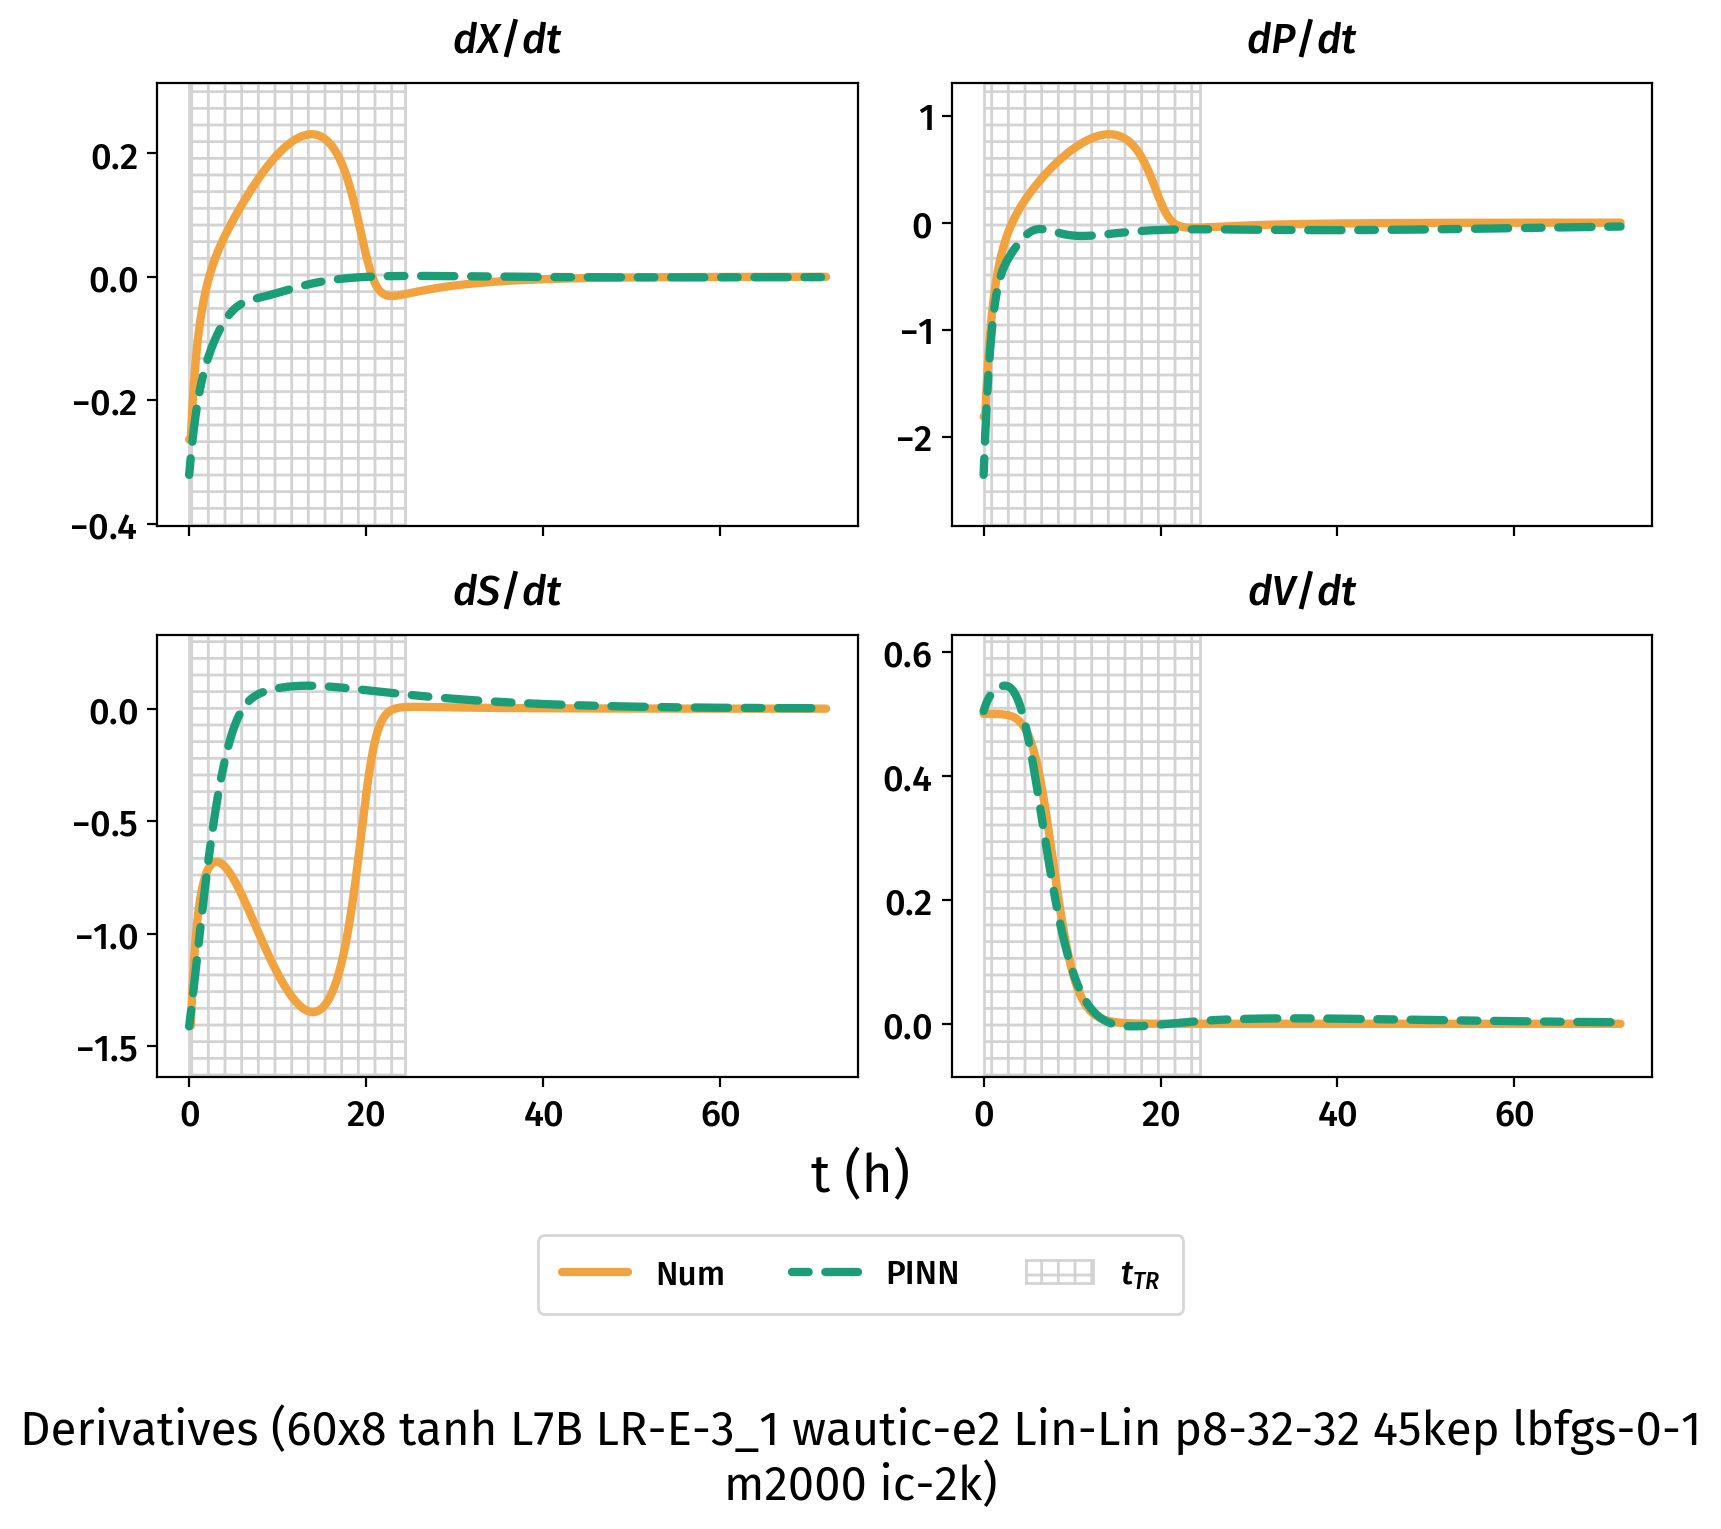 dX/dt
dP/dt
0.2
0.0
−0.2
−0.4
1
0
−1
−2
dS/dt
dV/dt
0.0
−0.5
−1.0
−1.5
0.6
0.4
0.2
0.0
0 20 40 60
0 20 40 60
t (h)
Num PINN t_TR
Derivatives (60x8 tanh L7B LR-E-3_1 wautic-e2 Lin-Lin p8-32-32 45kep lbfgs-0-1
m2000 ic-2k)